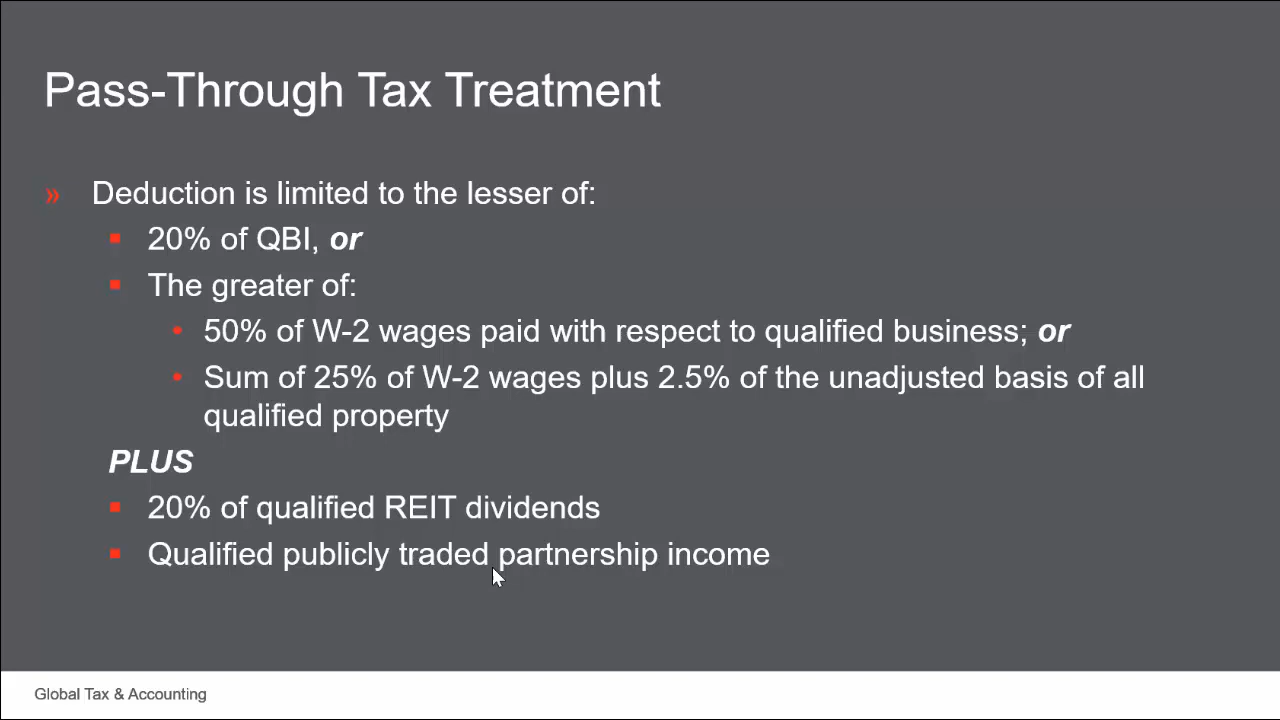 Pass-Through Tax Treatment
» Deduction is limited to the lesser of:
▪ 20% of QBI, or
▪ The greater of:
• 50% of W-2 wages paid with respect to qualified business; or
• Sum of 25% of W-2 wages plus 2.5% of the unadjusted basis of all
qualified property
PLUS
▪ 20% of qualified REIT dividends
▪ Qualified publicly traded partnership income
Global Tax & Accounting